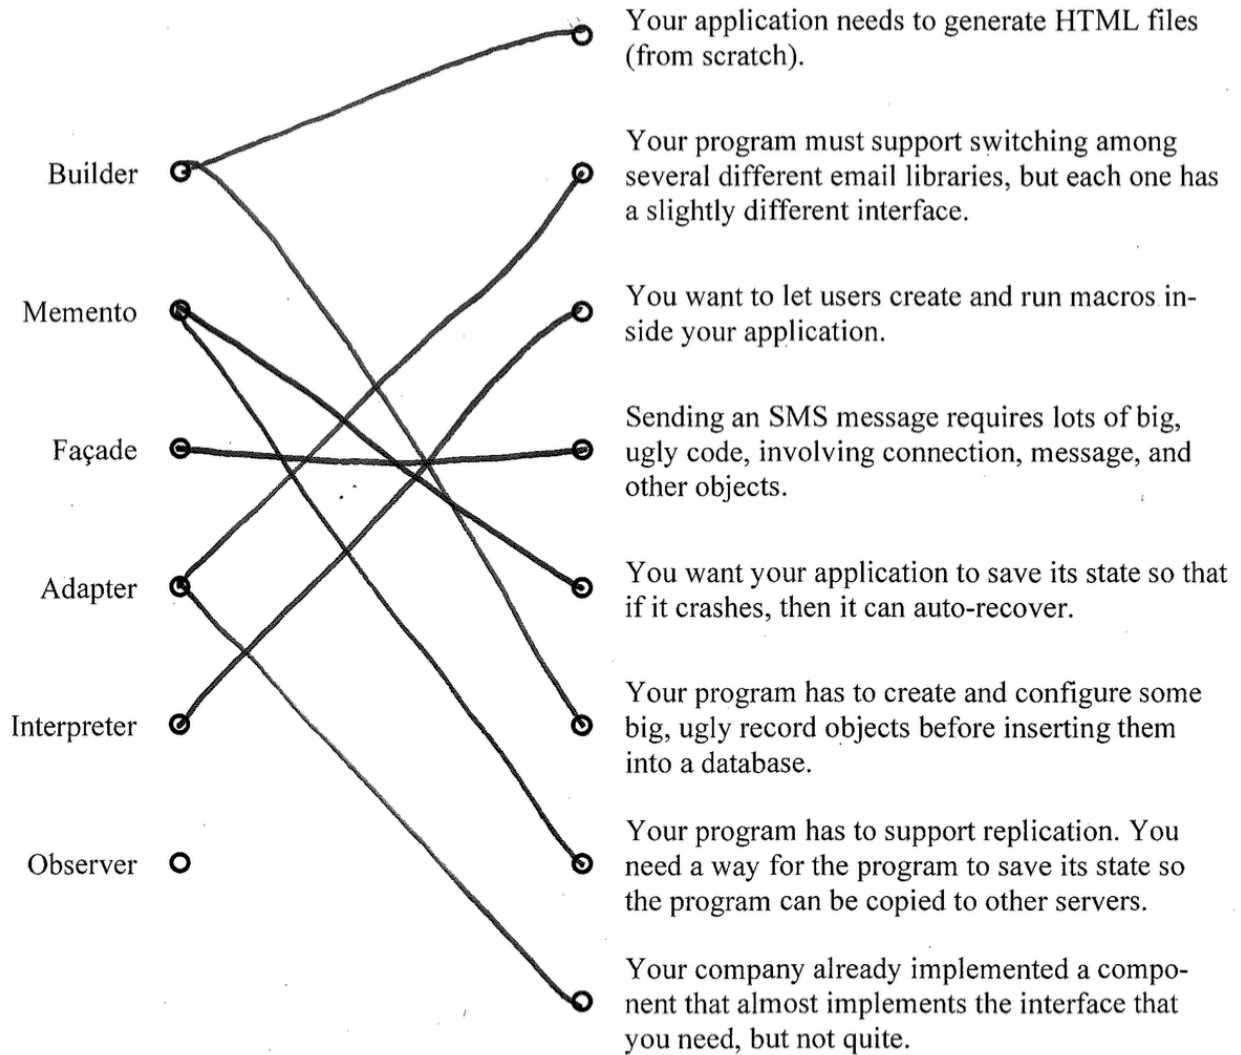 Your application needs to generate HTML files
(from scratch).
Builder
Your program must support switching among
several different email libraries, but each one has
a slightly different interface.
Memento
You want to let users create and run macros in-
side your application.
Façade
Sending an SMS message requires lots of big,
ugly code, involving connection, message, and
other objects.
Adapter
You want your application to save its state so that
if it crashes, then it can auto-recover.
Interpreter
Your program has to create and configure some
big, ugly record objects before inserting them
into a database.
Observer
Your program has to support replication. You
need a way for the program to save its state so
the program can be copied to other servers.
Your company already implemented a compo-
nent that almost implements the interface that
you need, but not quite.